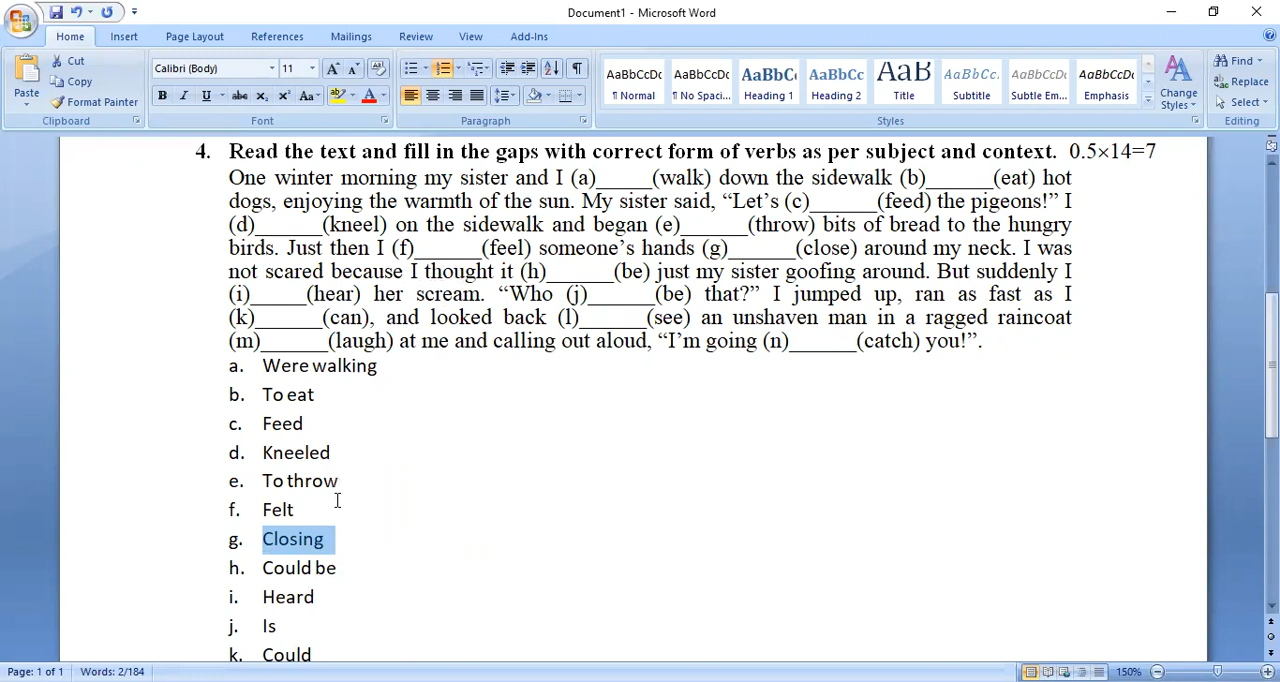 Document1 - Microsoft Word
Home Insert Page Layout References Mailings Review View Add-Ins
Paste
Cut
Copy
Format Painter
Clipboard
Calibri (Body) 11
Font
Paragraph
AaBbCcDc AaBbCcDc AaBbC( AaBbCc AaB AaBbCc. AaBbCcDc AaBbCcDc
¶ Normal ¶ No Spaci... Heading 1 Heading 2 Title Subtitle Subtle Em... Emphasis
Change Styles
Styles
Find
Replace
Select
Editing
4. Read the text and fill in the gaps with correct form of verbs as per subject and context. 0.5×14=7
One winter morning my sister and I (a)_____(walk) down the sidewalk (b)______(eat) hot
dogs, enjoying the warmth of the sun. My sister said, “Let’s (c)______(feed) the pigeons!” I
(d)______(kneel) on the sidewalk and began (e)______(throw) bits of bread to the hungry
birds. Just then I (f)______(feel) someone’s hands (g)______(close) around my neck. I was
not scared because I thought it (h)______(be) just my sister goofing around. But suddenly I
(i)_____(hear) her scream. “Who (j)______(be) that?” I jumped up, ran as fast as I
(k)______(can), and looked back (l)______(see) an unshaven man in a ragged raincoat
(m)______(laugh) at me and calling out aloud, “I’m going (n)______(catch) you!”.
a. Were walking
b. To eat
c. Feed
d. Kneeled
e. To throw
f. Felt
g. Closing
h. Could be
i. Heard
j. Is
k. Could
Page: 1 of 1 Words: 2/184 150%